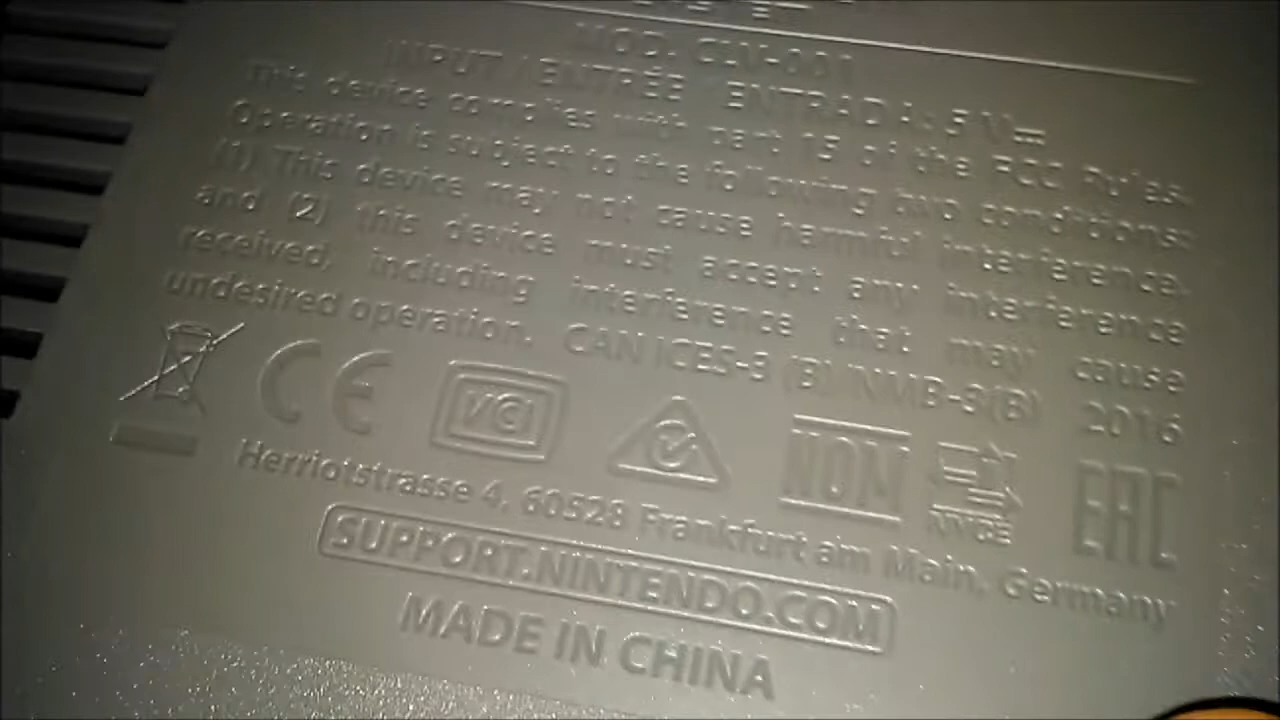 MOD. CLV-001
INPUT / ENTRÉE / ENTRADA: 5 V⎓
This device complies with part 15 of the FCC Rules.
Operation is subject to the following two conditions:
(1) This device may not cause harmful interference,
and (2) this device must accept any interference
received, including interference that may cause
undesired operation. CAN ICES-3 (B)/NMB-3(B) 2016
CE VCI NOM NYCE EAC
Herriotstrasse 4, 60528 Frankfurt am Main, Germany
SUPPORT.NINTENDO.COM
MADE IN CHINA